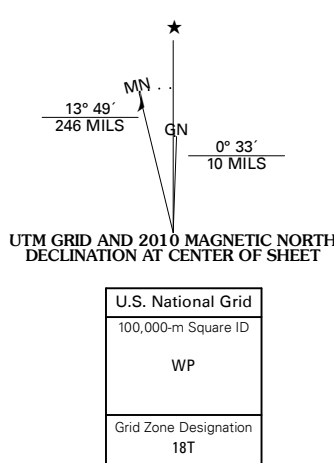 ★
MN
GN
13° 49´
246 MILS
0° 33´
10 MILS
UTM GRID AND 2010 MAGNETIC NORTH
DECLINATION AT CENTER OF SHEET
U.S. National Grid
100,000-m Square ID
WP
Grid Zone Designation
18T